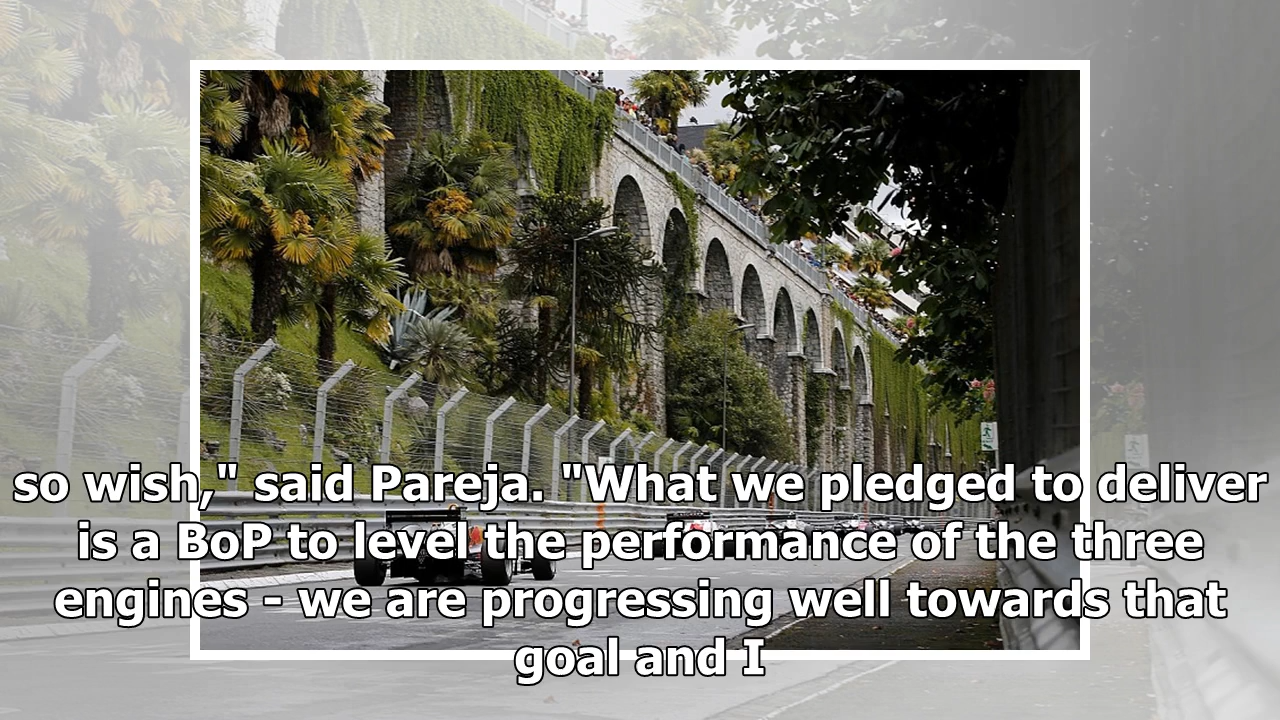 so wish," said Pareja. "What we pledged to deliver
is a BoP to level the performance of the three
engines - we are progressing well towards that
goal and I